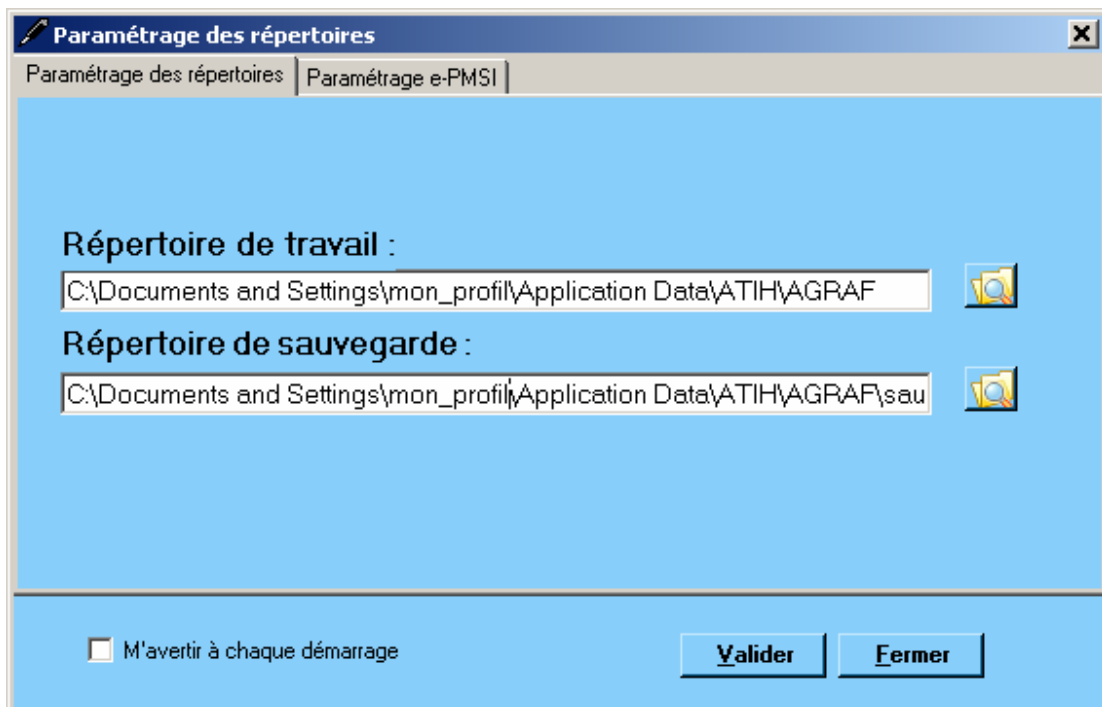 Paramétrage des répertoires
Paramétrage des répertoires Paramétrage e-PMSI
Répertoire de travail :
C:\Documents and Settings\mon_profil\Application Data\ATIH\AGRAF
Répertoire de sauvegarde :
C:\Documents and Settings\mon_profil\Application Data\ATIH\AGRAF\sau
M'avertir à chaque démarrage
Valider Fermer